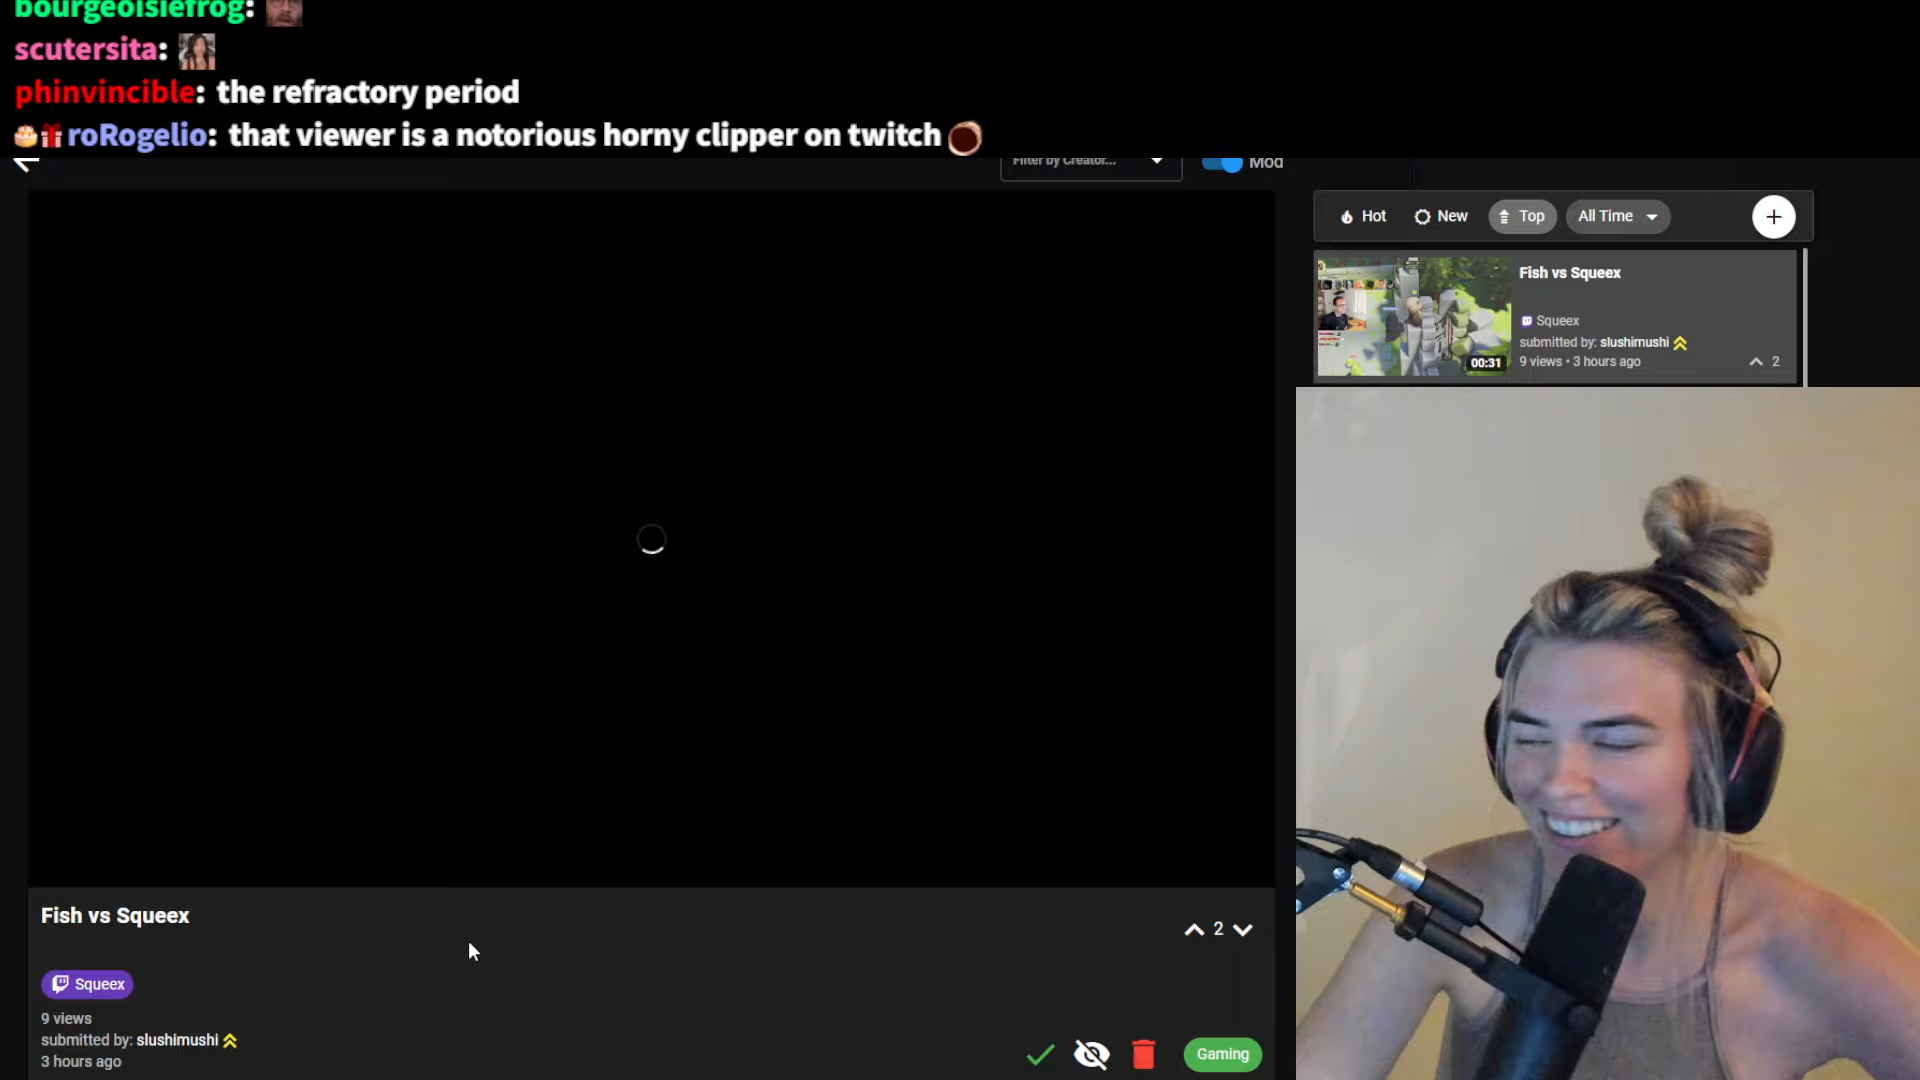 bourgeoisiefrog:
scutersita:
phinvincible: the refractory period
roRogelio: that viewer is a notorious horny clipper on twitch
Filter by Creator...
Mod
Hot
New
Top
All Time
Fish vs Squeex
Squeex
submitted by: slushimushi
9 views • 3 hours ago
2
00:31
Fish vs Squeex
2
Squeex
9 views
submitted by: slushimushi
3 hours ago
Gaming